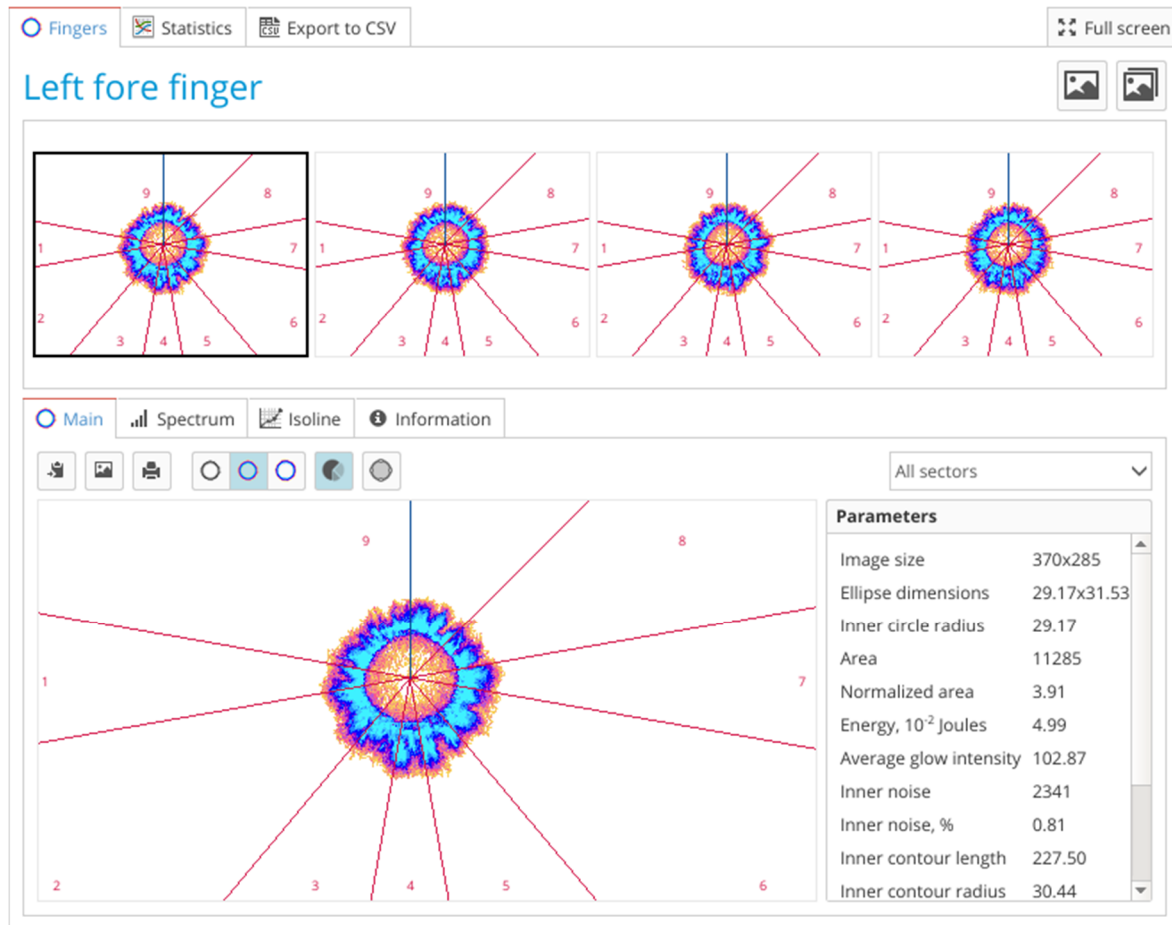 Fingers Statistics Export to CSV Full screen
Left fore finger
9 8 9 8 9 8 9 8
1 7 1 7 1 7 1 7
2 6 2 6 2 6 2 6
3 4 5 3 4 5 3 4 5 3 4 5
Main Spectrum Isoline Information
All sectors
9 8
1 7
2 3 4 5 6
Parameters
Image size 370x285
Ellipse dimensions 29.17x31.53
Inner circle radius 29.17
Area 11285
Normalized area 3.91
Energy, 10-2 Joules 4.99
Average glow intensity 102.87
Inner noise 2341
Inner noise, % 0.81
Inner contour length 227.50
Inner contour radius 30.44